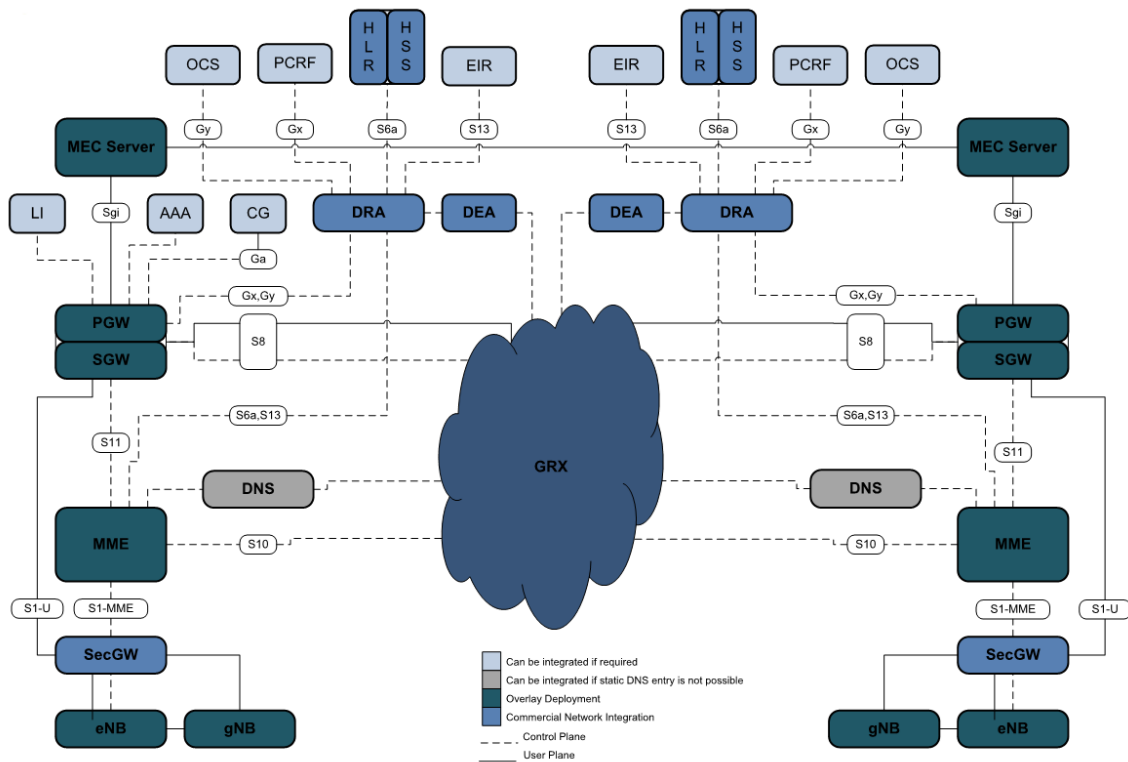 H
L
R
H
S
S
H
L
R
H
S
S
OCS
PCRF
EIR
EIR
PCRF
OCS
Gy
Gx
S6a
S13
S13
S6a
Gx
Gy
MEC Server
MEC Server
LI
AAA
CG
Sgi
DRA
DEA
DEA
DRA
Sgi
Ga
Gx,Gy
Gx,Gy
PGW
SGW
S8
S8
PGW
SGW
S6a,S13
S6a,S13
S11
S11
GRX
DNS
DNS
MME
S10
S10
MME
S1-U
S1-MME
S1-MME
S1-U
SecGW
SecGW
eNB
gNB
gNB
eNB
Can be integrated if required
Can be integrated if static DNS entry is not possible
Overlay Deployment
Commercial Network Integration
Control Plane
User Plane